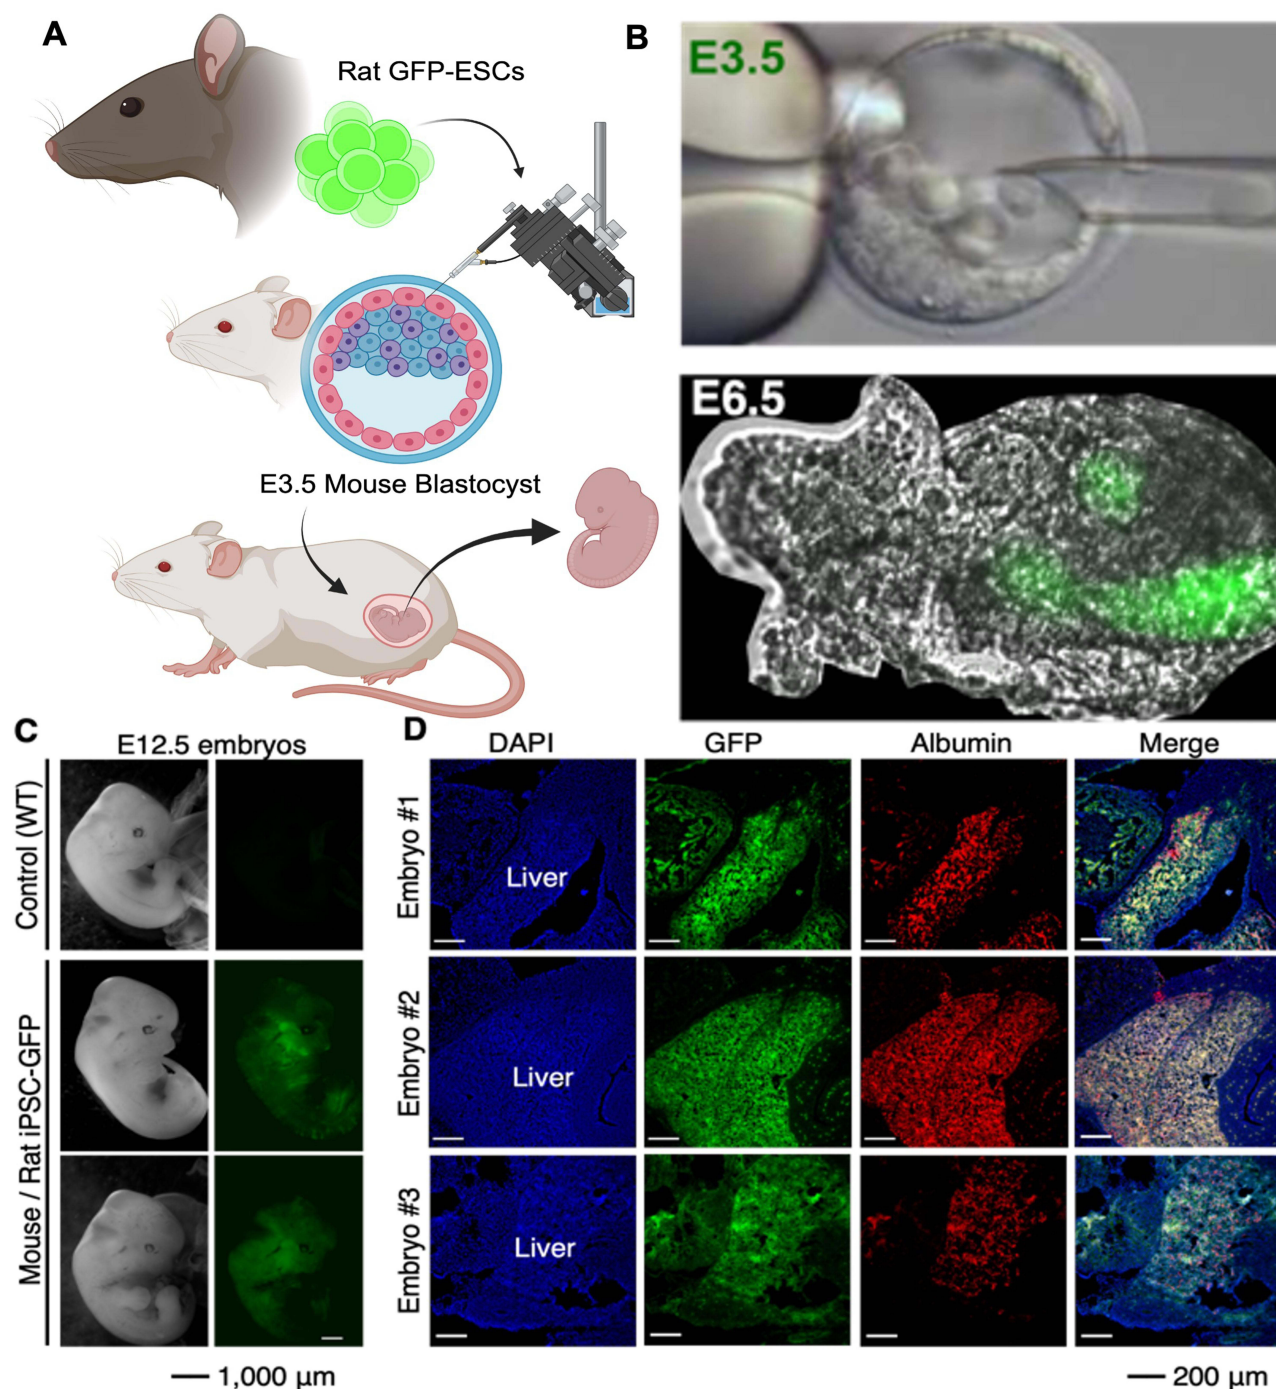 A
Rat GFP-ESCs
E3.5 Mouse Blastocyst
B
E3.5
E6.5
C
E12.5 embryos
Control (WT)
Mouse / Rat iPSC-GFP
1,000 µm
D
DAPI GFP Albumin Merge
Embryo #1
Liver
Embryo #2
Liver
Embryo #3
Liver
200 µm